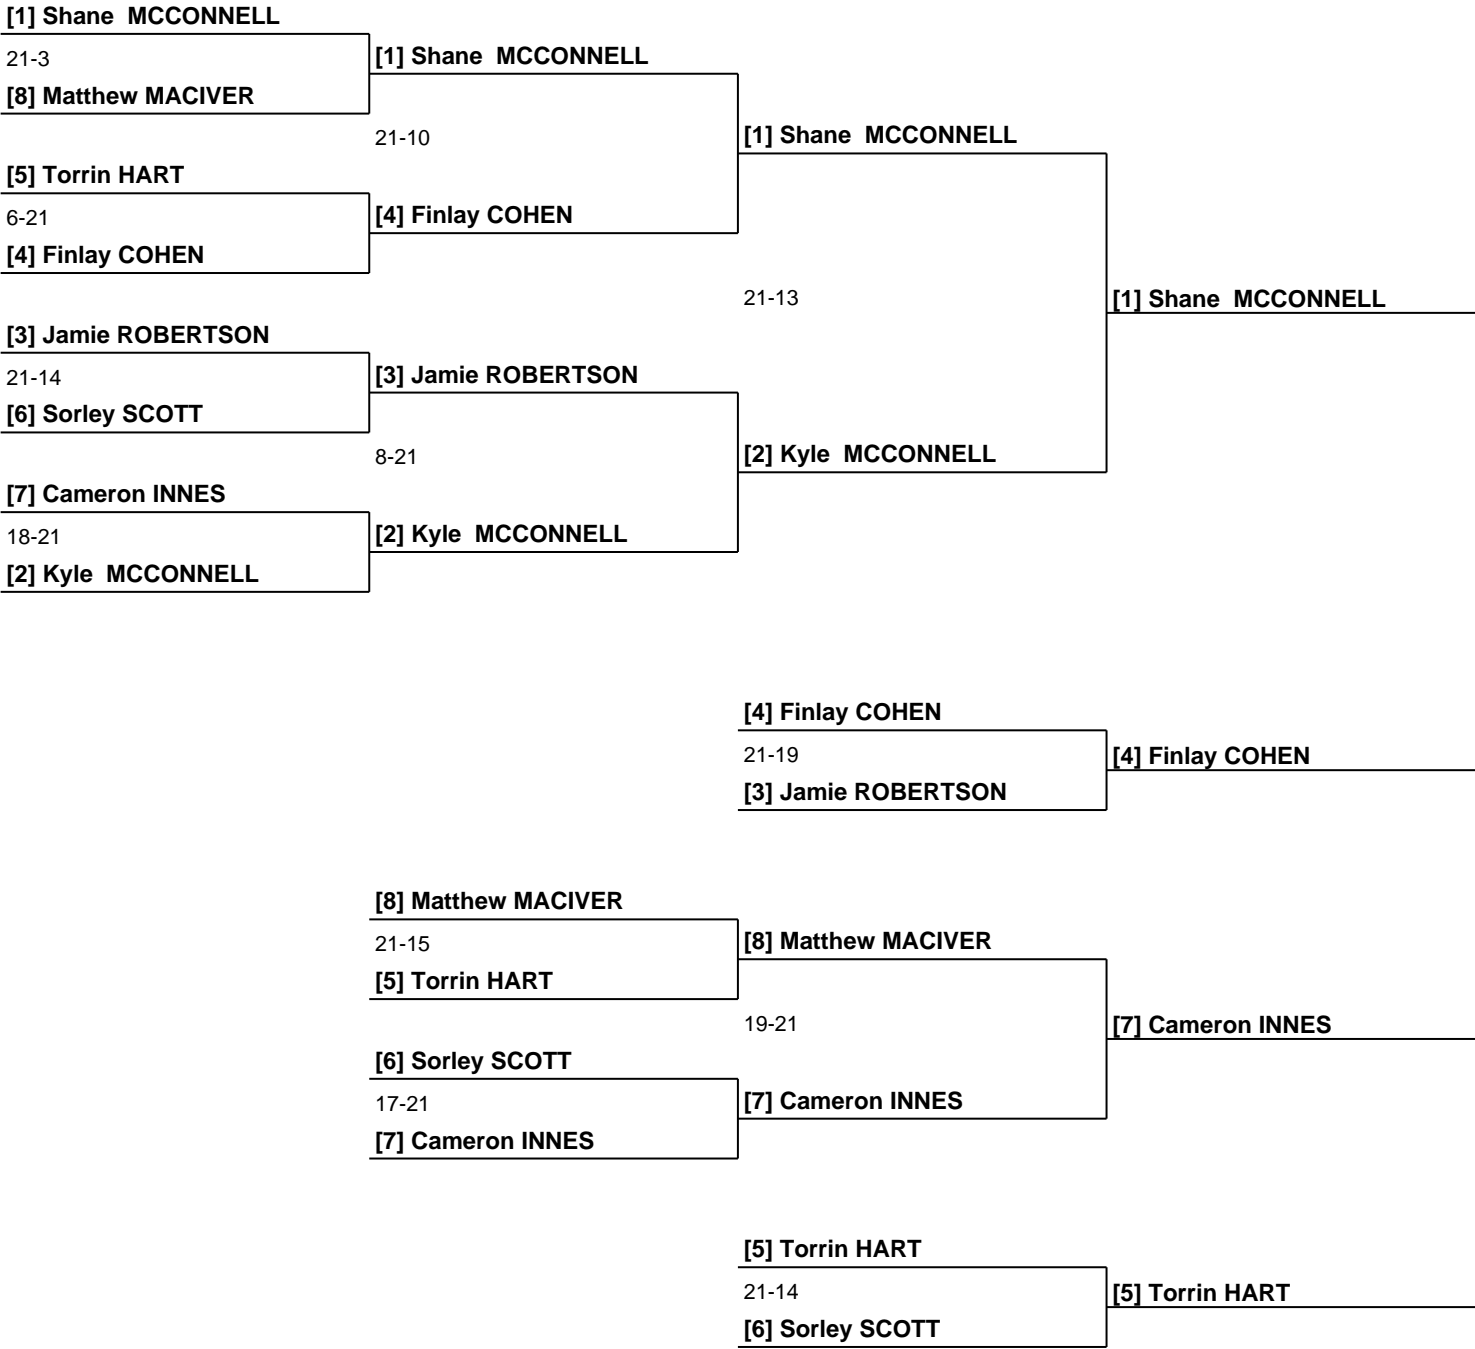 [1] Shane  MCCONNELL
21-3
[1] Shane  MCCONNELL
[8] Matthew MACIVER
21-10
[1] Shane  MCCONNELL
[5] Torrin HART
6-21
[4] Finlay COHEN
[4] Finlay COHEN
21-13
[1] Shane  MCCONNELL
[3] Jamie ROBERTSON
21-14
[3] Jamie ROBERTSON
[6] Sorley SCOTT
8-21
[2] Kyle  MCCONNELL
[7] Cameron INNES
18-21
[2] Kyle  MCCONNELL
[2] Kyle  MCCONNELL
[4] Finlay COHEN
21-19
[4] Finlay COHEN
[3] Jamie ROBERTSON
[8] Matthew MACIVER
21-15
[8] Matthew MACIVER
[5] Torrin HART
19-21
[7] Cameron INNES
[6] Sorley SCOTT
17-21
[7] Cameron INNES
[7] Cameron INNES
[5] Torrin HART
21-14
[5] Torrin HART
[6] Sorley SCOTT